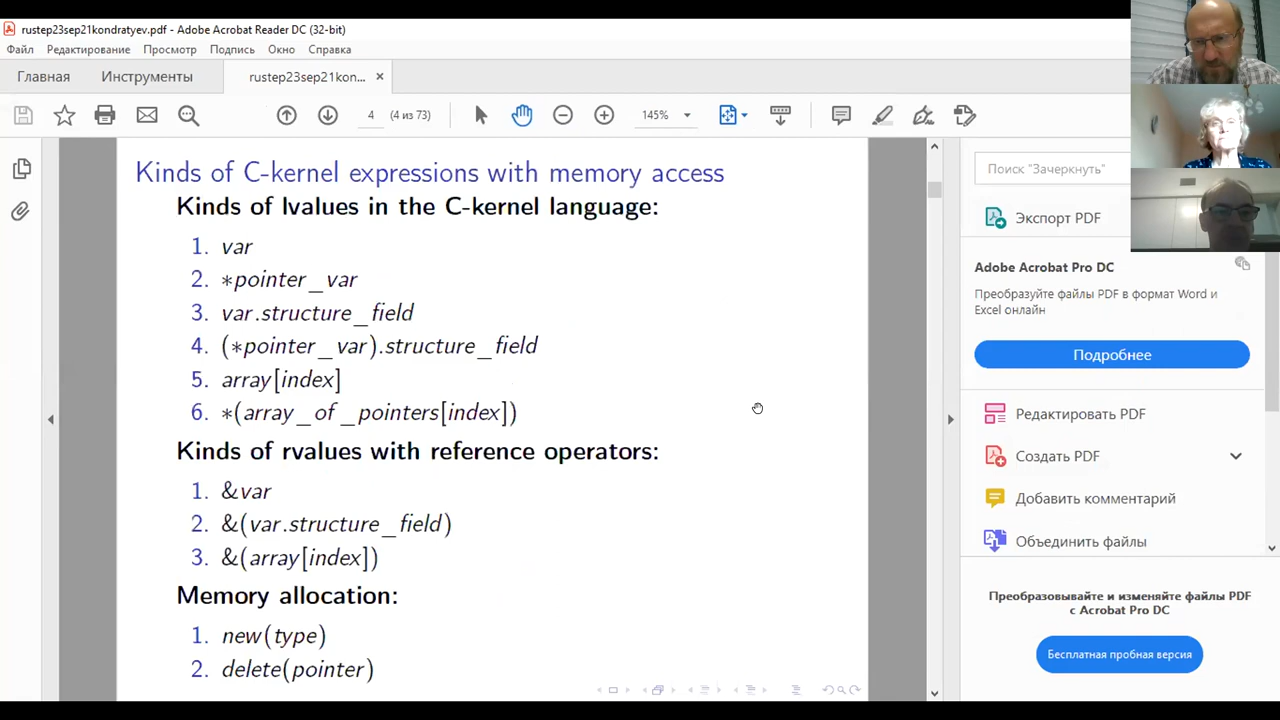 rustep23sep21kondratyev.pdf - Adobe Acrobat Reader DC (32-bit)
Файл Редактирование Просмотр Подпись Окно Справка
Главная Инструменты rustep23sep21kon... ×
4 (4 из 73) 145%
Kinds of C-kernel expressions with memory access
Kinds of lvalues in the C-kernel language:
1. var
2. *pointer_var
3. var.structure_field
4. (*pointer_var).structure_field
5. array[index]
6. *(array_of_pointers[index])
Kinds of rvalues with reference operators:
1. &var
2. &(var.structure_field)
3. &(array[index])
Memory allocation:
1. new(type)
2. delete(pointer)
Поиск "Зачеркнуть"
Экспорт PDF
Adobe Acrobat Pro DC
Преобразуйте файлы PDF в формат Word и
Excel онлайн
Подробнее
Редактировать PDF
Создать PDF
Добавить комментарий
Объединить файлы
Преобразовывайте и изменяйте файлы PDF
с Acrobat Pro DC
Бесплатная пробная версия